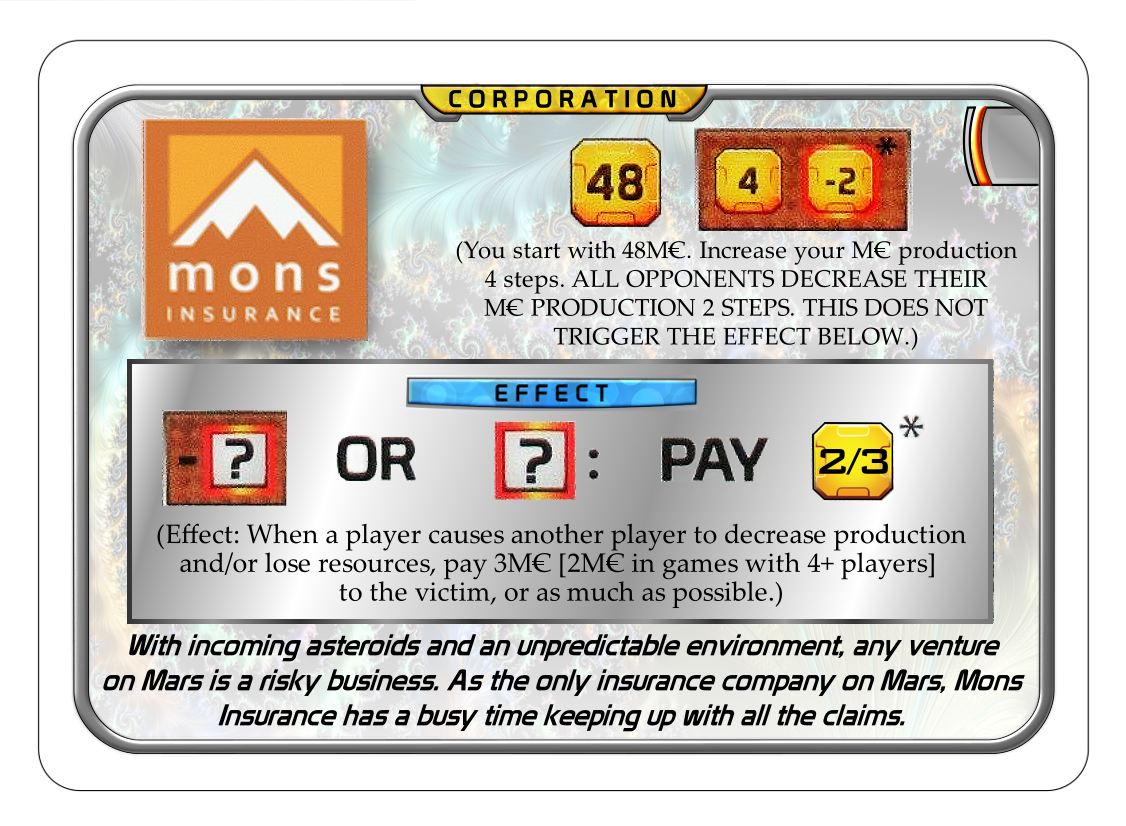 CORPORATION
mons
INSURANCE
48
4
-2
*
(You start with 48M€. Increase your M€ production
4 steps. ALL OPPONENTS DECREASE THEIR
M€ PRODUCTION 2 STEPS. THIS DOES NOT
TRIGGER THE EFFECT BELOW.)
EFFECT
- ? OR ? : PAY 2/3 *
(Effect: When a player causes another player to decrease production
and/or lose resources, pay 3M€ [2M€ in games with 4+ players]
to the victim, or as much as possible.)
With incoming asteroids and an unpredictable environment, any venture
on Mars is a risky business. As the only insurance company on Mars, Mons
Insurance has a busy time keeping up with all the claims.